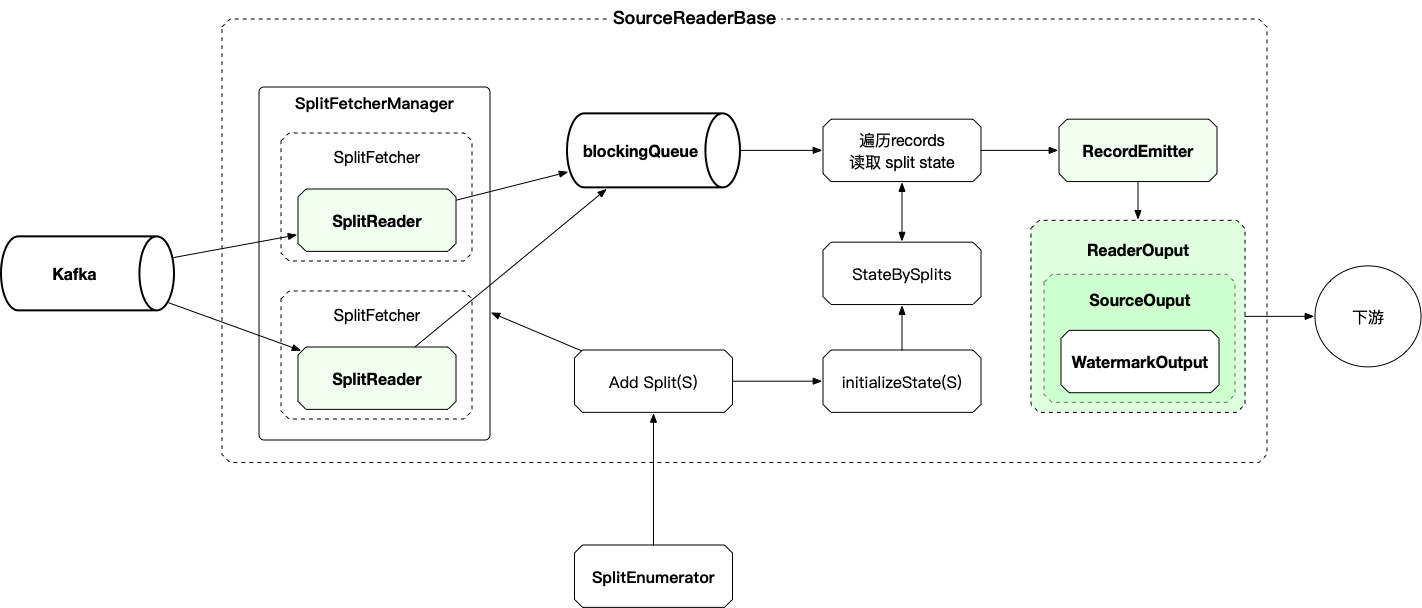 SourceReaderBase
SplitFetcherManager
SplitFetcher
SplitReader
SplitFetcher
SplitReader
Kafka
blockingQueue
遍历records
读取 split state
RecordEmitter
StateBySplits
Add Split(S)
initializeState(S)
ReaderOuput
SourceOuput
WatermarkOutput
下游
SplitEnumerator